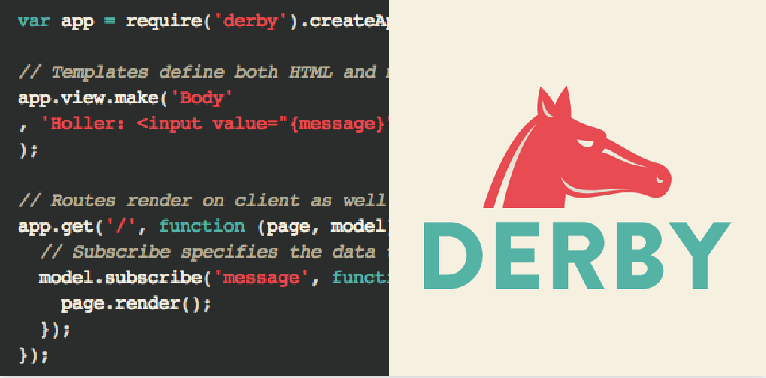 var app = require('derby').createAp
// Templates define both HTML and
app.view.make('Body'
, 'Holler: <input value="{message}"
);
// Routes render on client as well
app.get('/', function (page, model)
// Subscribe specifies the data
model.subscribe('message', functi
page.render();
});
});
DERBY